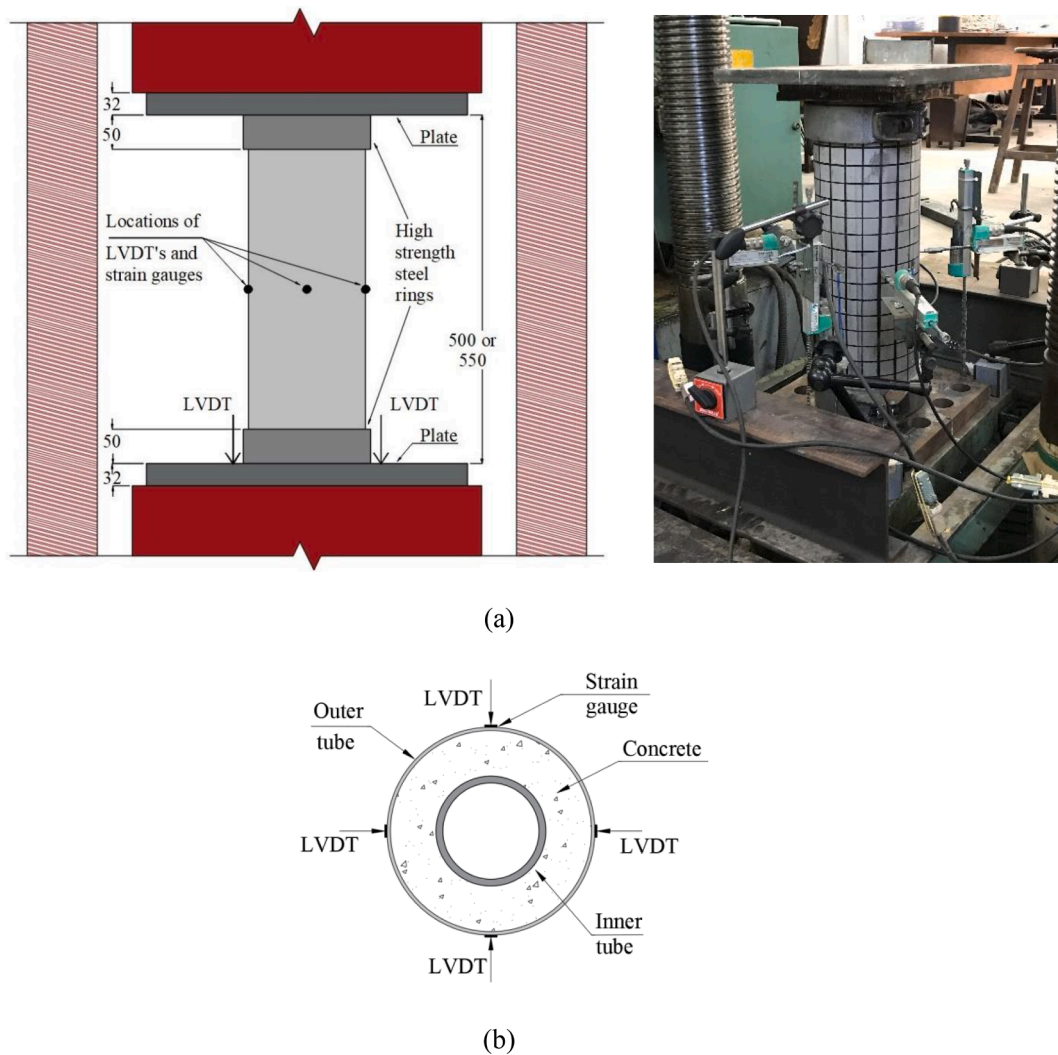 32
50
Plate
Locations of
LVDT's and
strain gauges
High
strength
steel
rings
500 or
550
LVDT
LVDT
50
Plate
32
(a)
LVDT
Strain
gauge
Outer
tube
Concrete
LVDT
LVDT
Inner
tube
LVDT
(b)